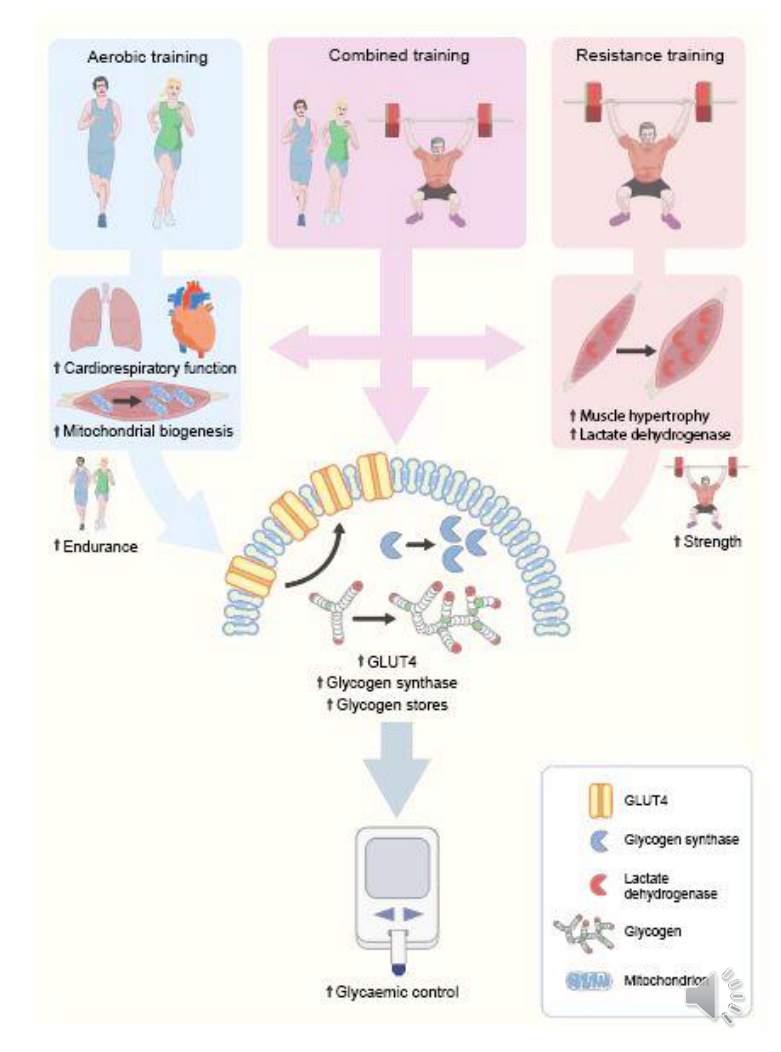 Aerobic training
Combined training
Resistance training
↑ Cardiorespiratory function
↑ Mitochondrial biogenesis
↑ Muscle hypertrophy
↑ Lactate dehydrogenase
↑ Endurance
↑ Strength
↑ GLUT4
↑ Glycogen synthase
↑ Glycogen stores
↑ Glycaemic control
GLUT4
Glycogen synthase
Lactate
dehydrogenase
Glycogen
Mitochondrion